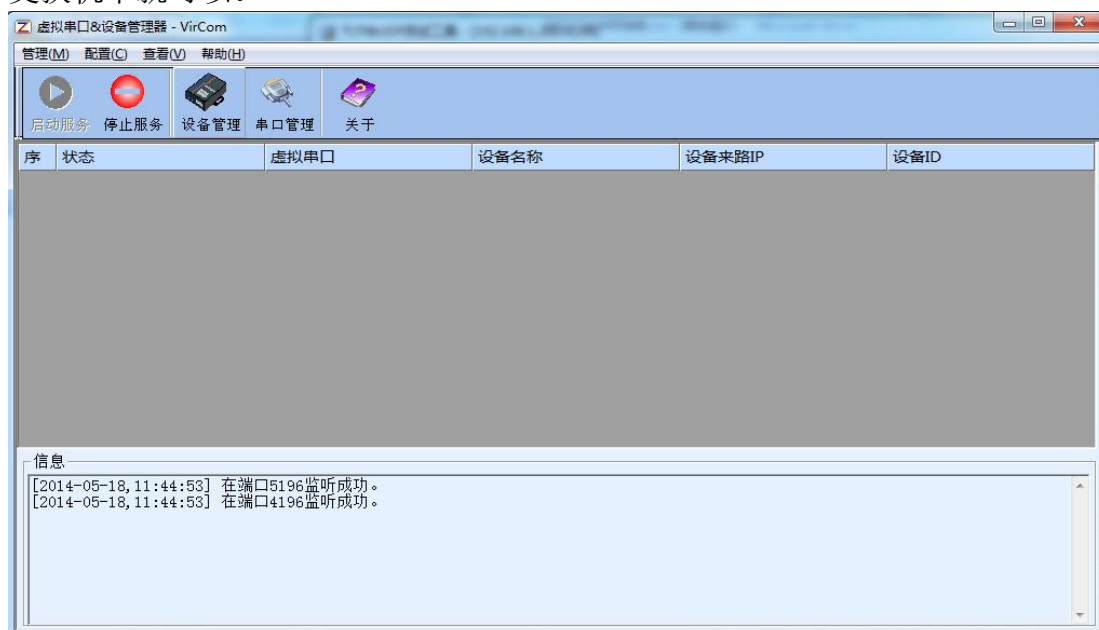 虚拟串口&设备管理器 - VirCom
管理(M) 配置(C) 查看(V) 帮助(H)
启动服务 停止服务 设备管理 串口管理 关于
序 状态 虚拟串口 设备名称 设备来路IP 设备ID
信息
[2014-05-18,11:44:53] 在端口5196监听成功。
[2014-05-18,11:44:53] 在端口4196监听成功。